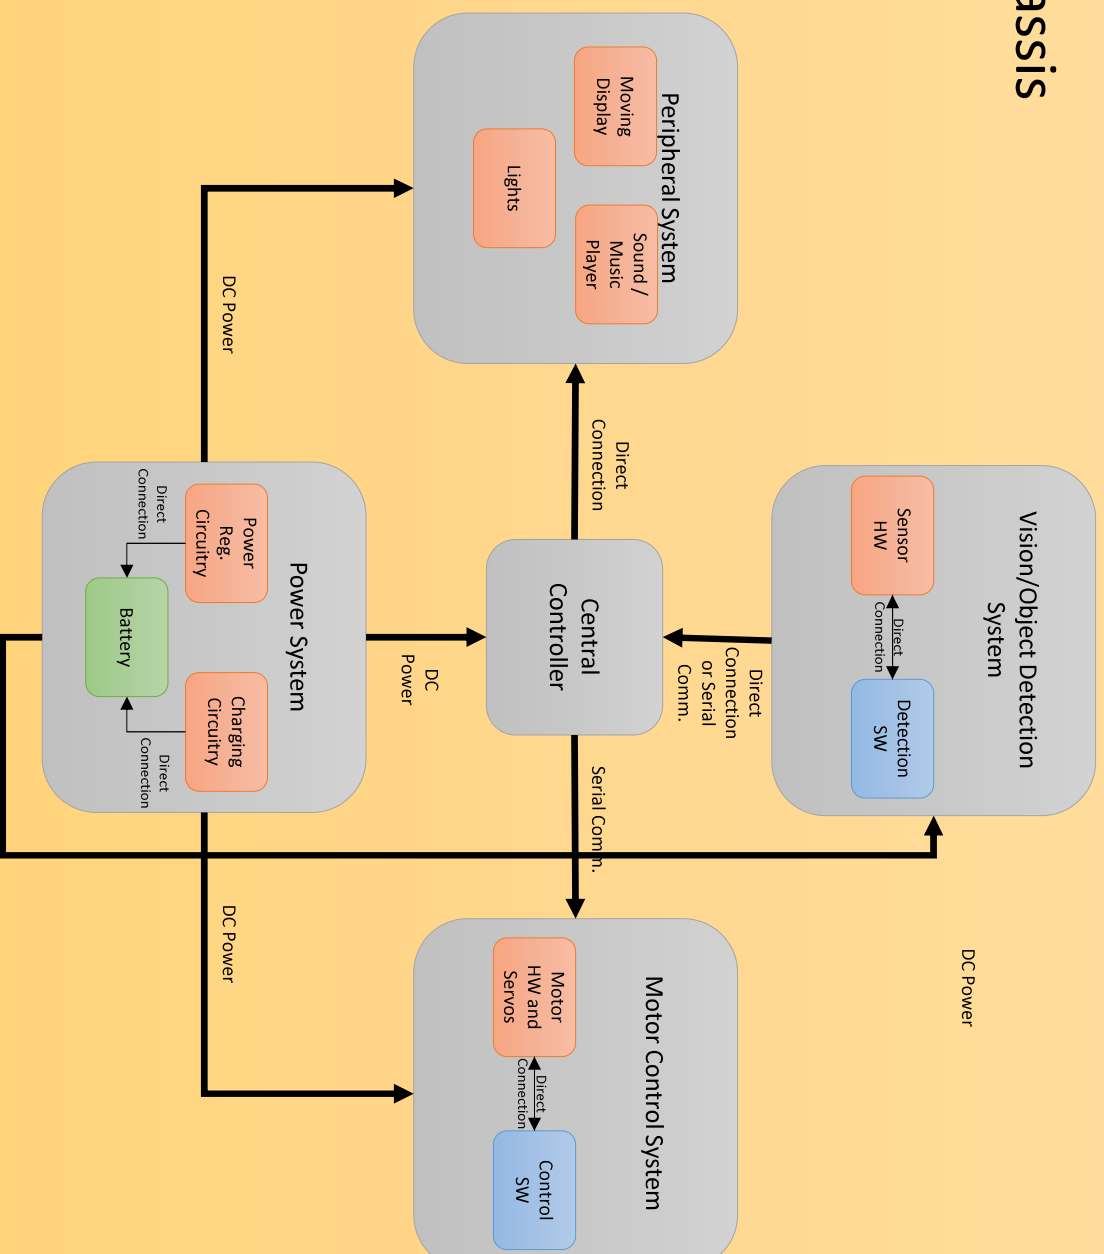 assis
Vision/Object Detection
System
Sensor
HW
Direct
Connection
Detection
SW
DC Power
Direct
Connection
or Serial
Comm.
Peripheral System
Moving
Display
Sound /
Music
Player
Lights
Direct
Connection
Central
Controller
Serial Comm.
Motor Control System
Motor
HW and
Servos
Direct
Connection
Control
SW
DC
Power
DC Power
DC Power
Power System
Power
Reg.
Circuitry
Charging
Circuitry
Direct
Connection
Battery
Direct
Connection